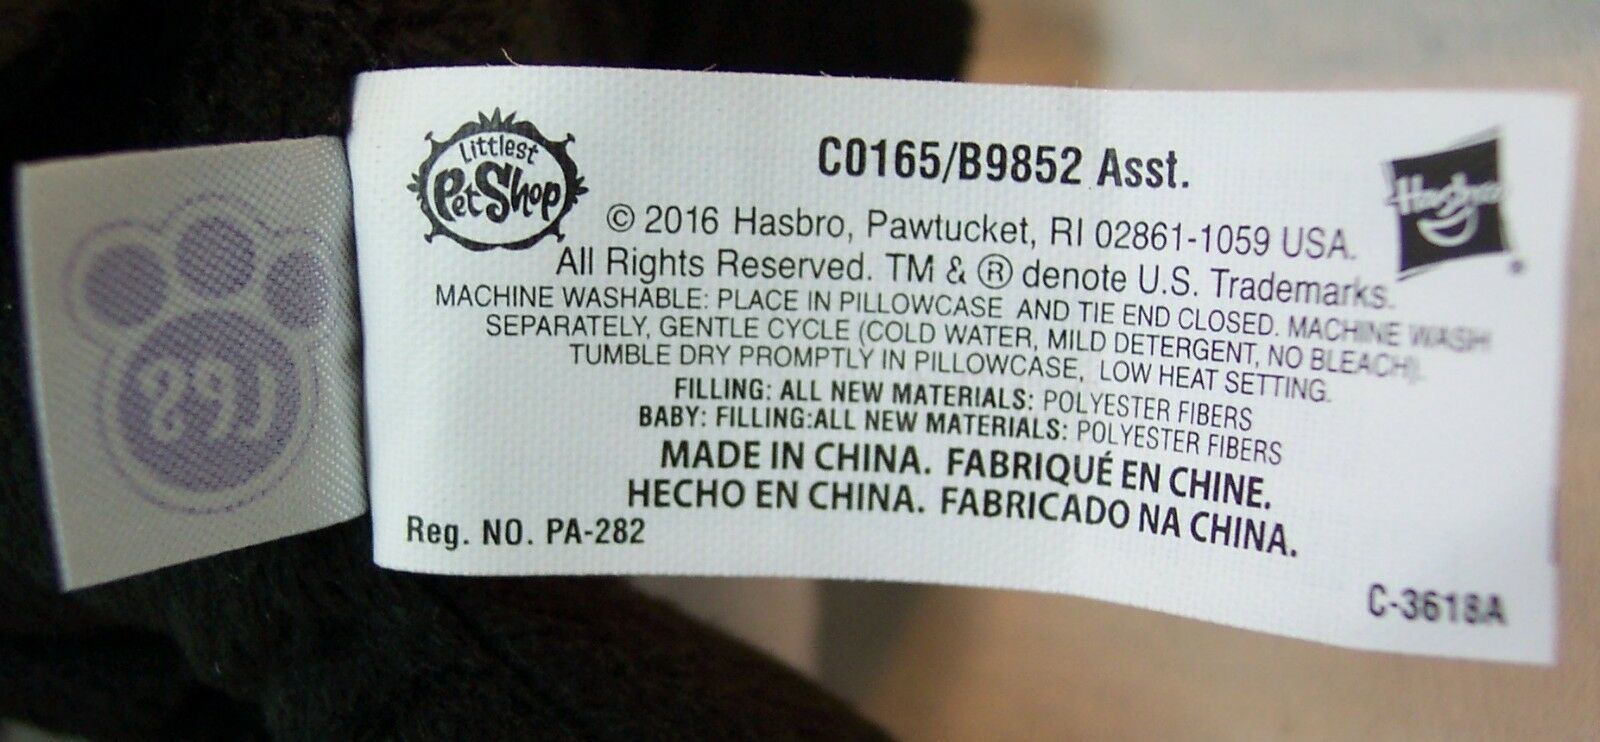 Littlest
PetShop
C0165/B9852 Asst.
Hasbro
© 2016 Hasbro, Pawtucket, RI 02861-1059 USA.
All Rights Reserved. TM & ® denote U.S. Trademarks.
MACHINE WASHABLE: PLACE IN PILLOWCASE AND TIE END CLOSED. MACHINE WASH
SEPARATELY, GENTLE CYCLE (COLD WATER, MILD DETERGENT, NO BLEACH).
TUMBLE DRY PROMPTLY IN PILLOWCASE, LOW HEAT SETTING.
FILLING: ALL NEW MATERIALS: POLYESTER FIBERS
BABY: FILLING:ALL NEW MATERIALS: POLYESTER FIBERS
MADE IN CHINA. FABRIQUÉ EN CHINE.
HECHO EN CHINA. FABRICADO NA CHINA.
Reg. NO. PA-282
C-3618A